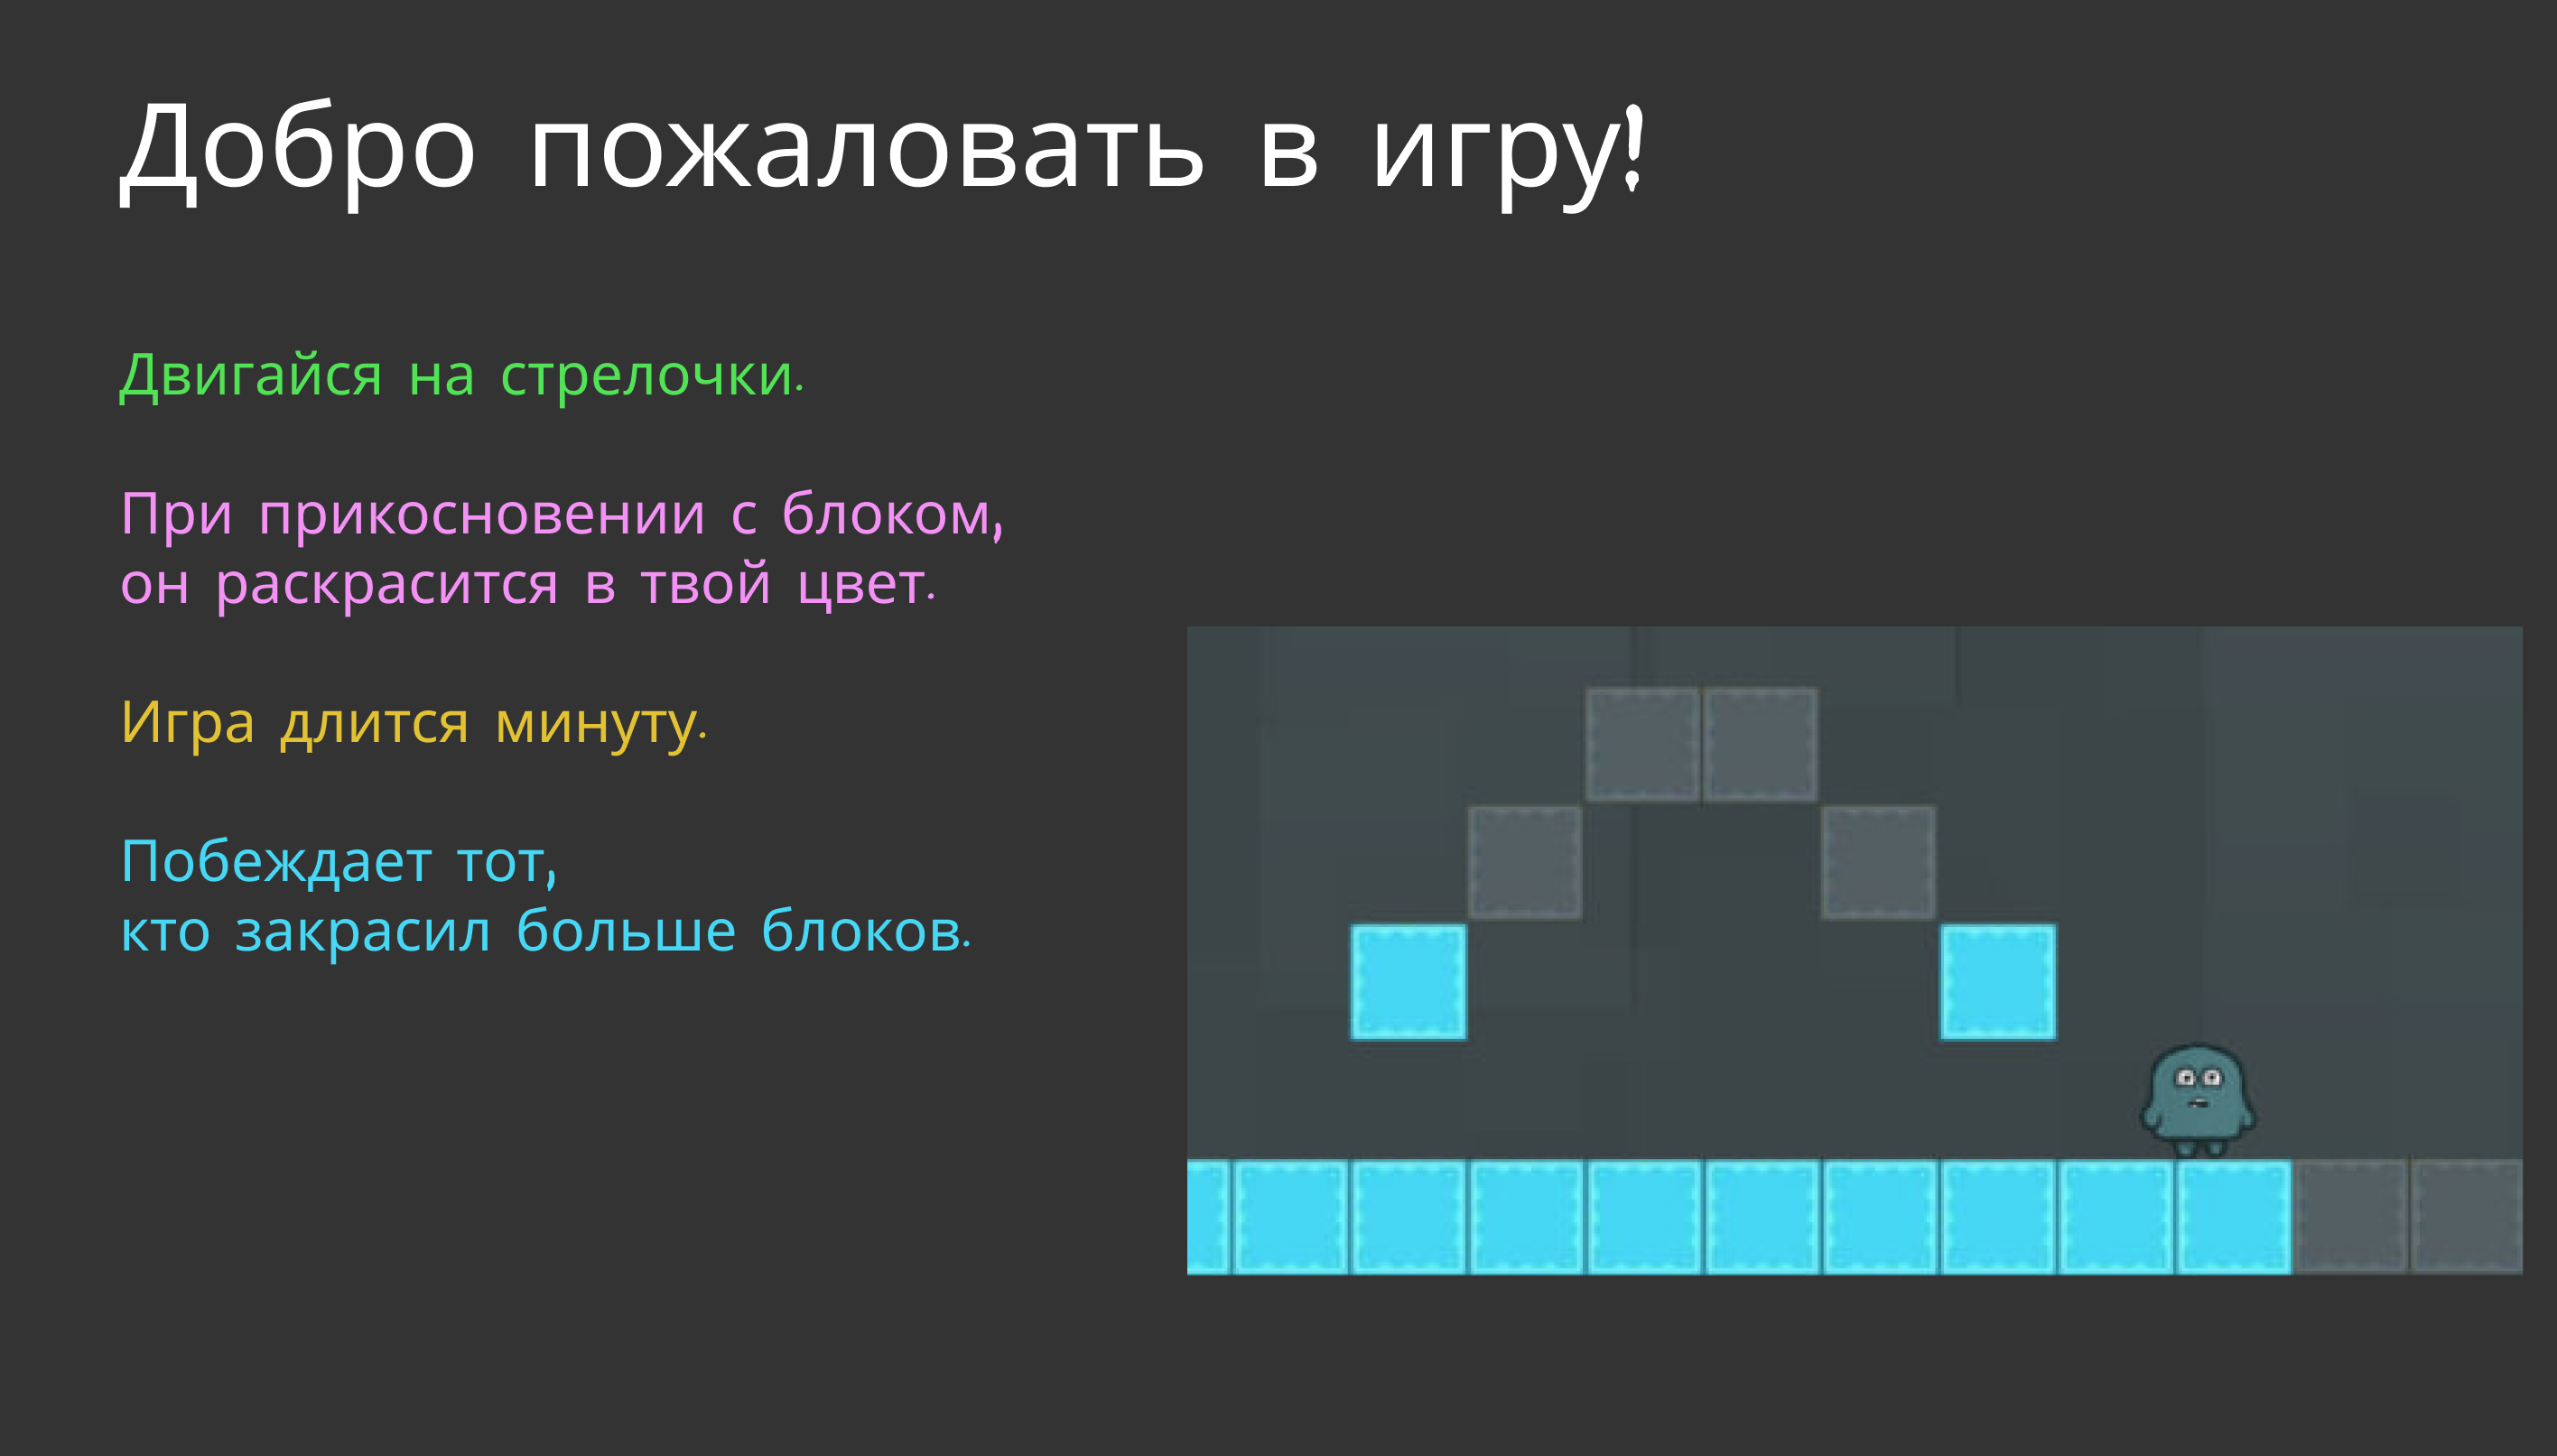 Добро пожаловать в игру!
Двигайся на стрелочки.
При прикосновении с блоком,
он раскрасится в твой цвет.
Игра длится минуту.
Побеждает тот,
кто закрасил больше блоков.